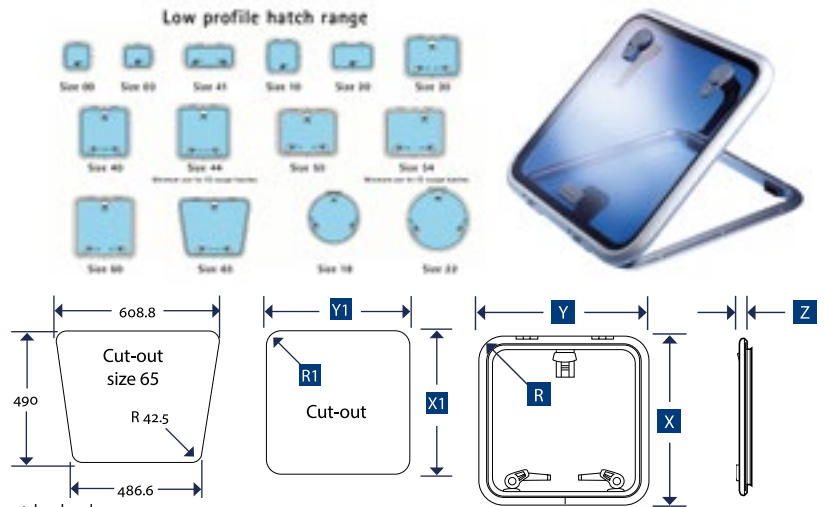 Low profile hatch range
Size 00 Size 03 Size 41 Size 10 Size 20 Size 30
Size 40 Size 44 Size 50 Size 54
Size 60 Size 65 Size 18 Size 22
608.8 Y1 Y Z
Cut-out
size 65
490
R 42.5
486.6
R1
Cut-out
X1
R
X